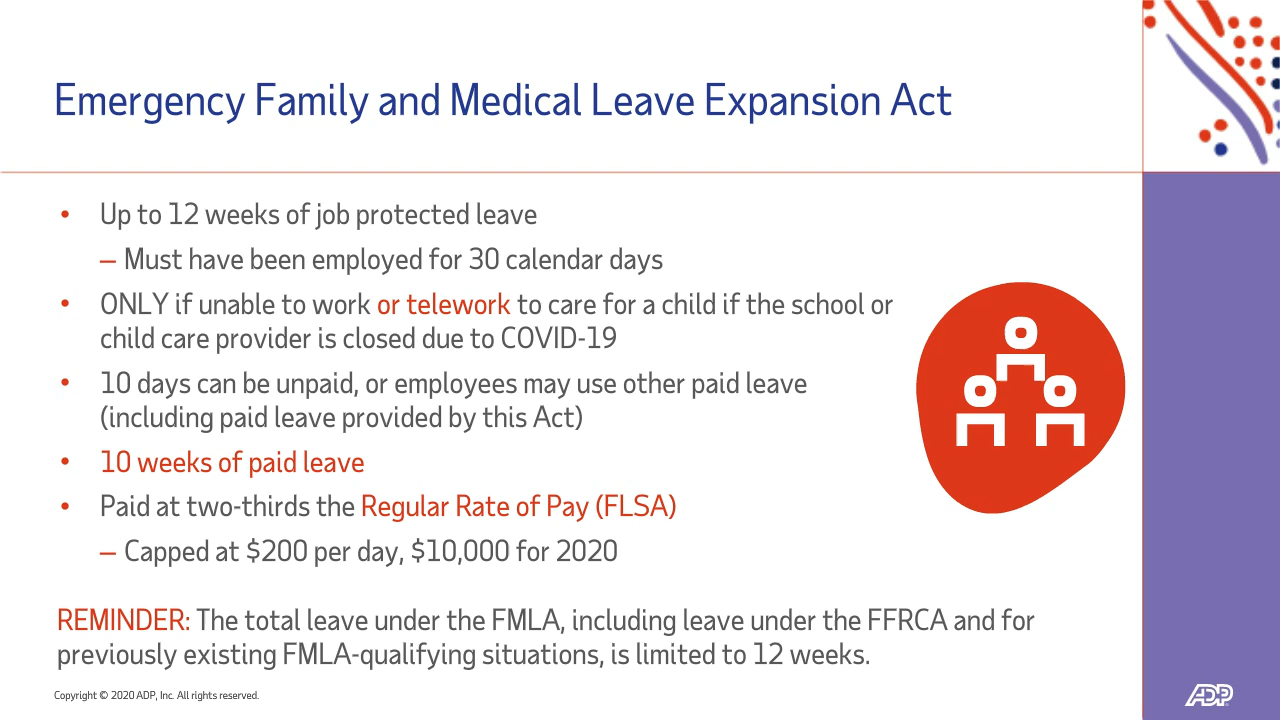 Emergency Family and Medical Leave Expansion Act
• Up to 12 weeks of job protected leave
– Must have been employed for 30 calendar days
• ONLY if unable to work or telework to care for a child if the school or
child care provider is closed due to COVID-19
• 10 days can be unpaid, or employees may use other paid leave
(including paid leave provided by this Act)
• 10 weeks of paid leave
• Paid at two-thirds the Regular Rate of Pay (FLSA)
– Capped at $200 per day, $10,000 for 2020
REMINDER: The total leave under the FMLA, including leave under the FFRCA and for
previously existing FMLA-qualifying situations, is limited to 12 weeks.
Copyright © 2020 ADP, Inc. All rights reserved.
ADP